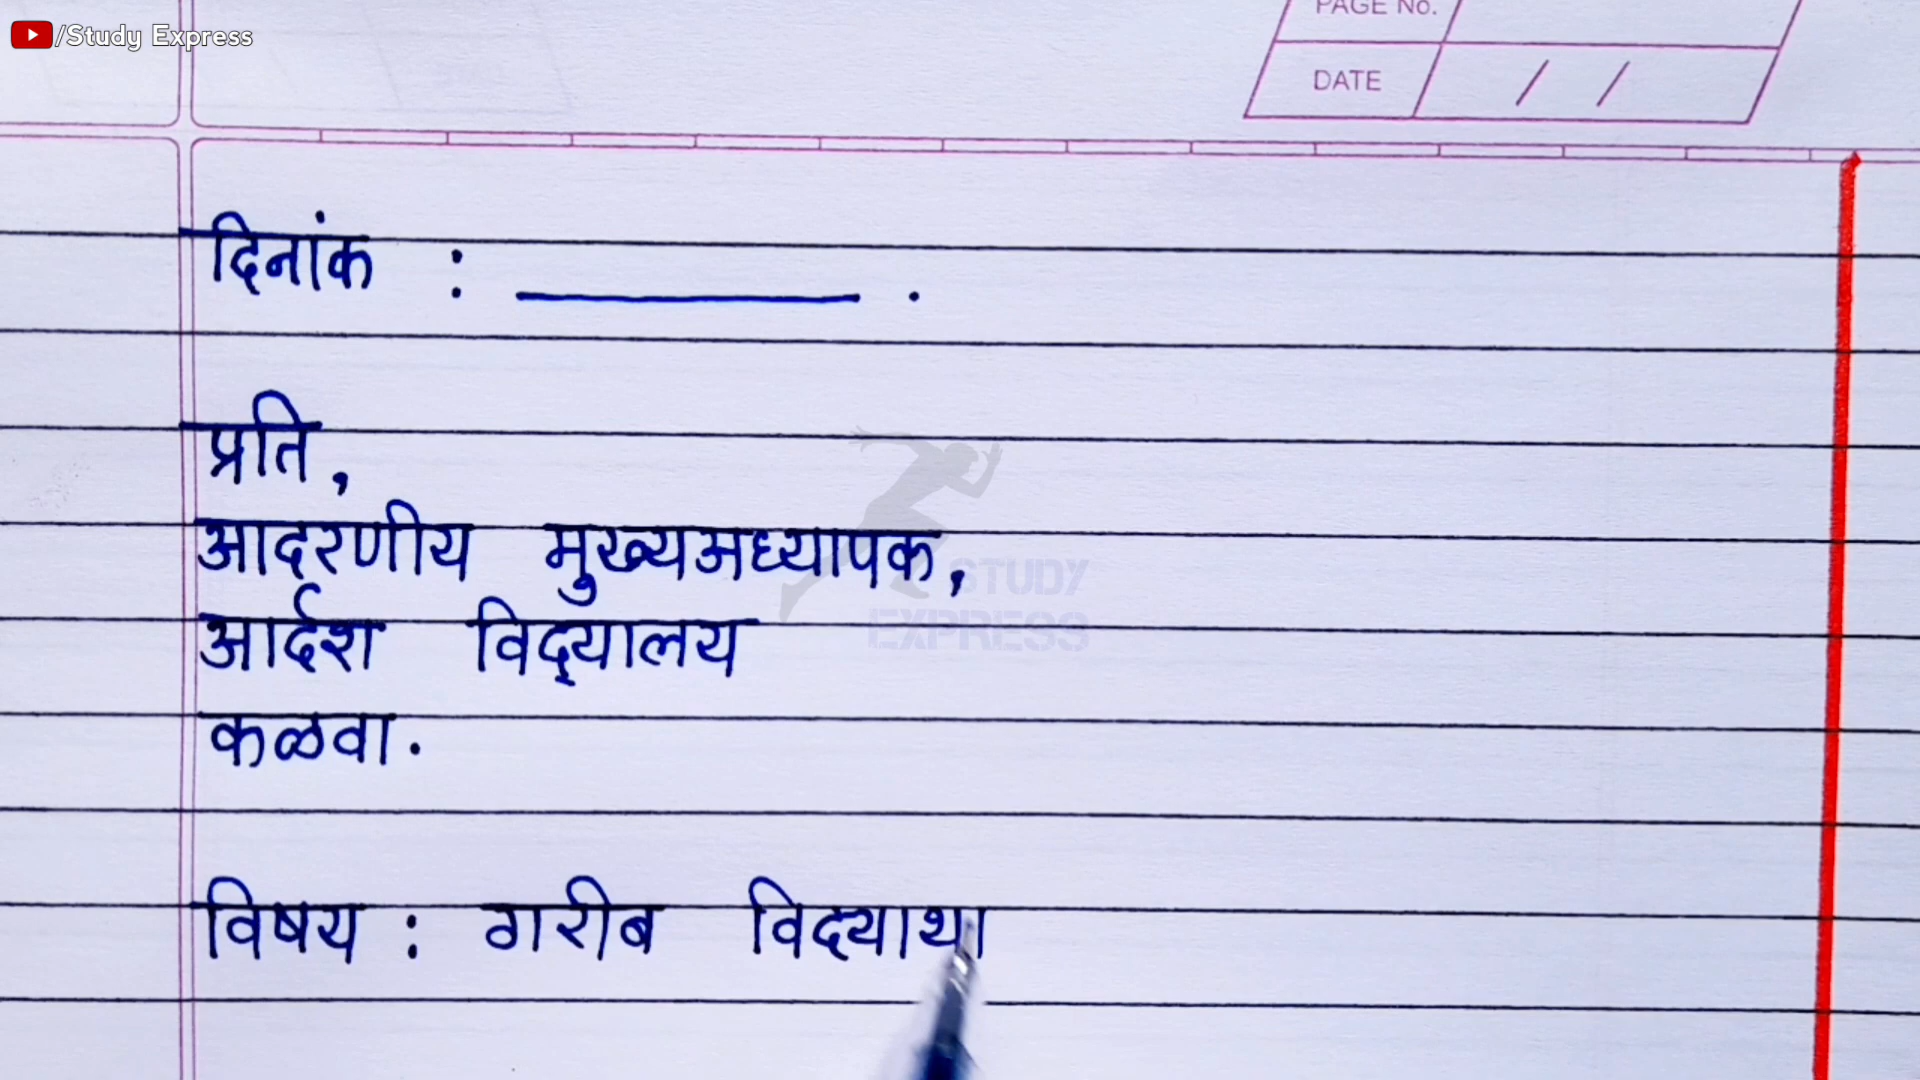 /Study Express
PAGE No.
DATE / /
दिनांक : ________ .
प्रति,
आदरणीय मुख्यअध्यापक,
आर्दश विद्यालय
कळवा.
STUDY
EXPRESS
विषय : गरीब विद्याथा